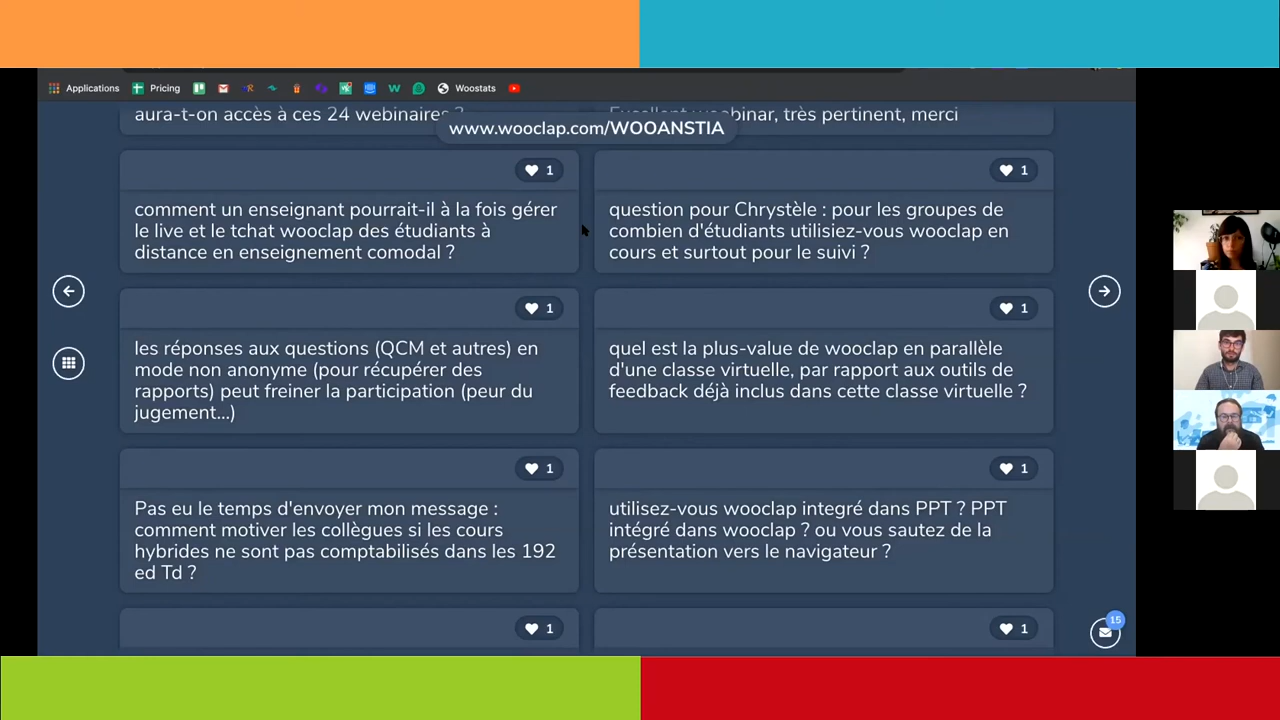 Applications
Pricing
Woostats
aura-t-on accès à ces 24 webinaires ?
Excellent woobinar, très pertinent, merci
www.wooclap.com/WOOANSTIA
1
comment un enseignant pourrait-il à la fois gérer
le live et le tchat wooclap des étudiants à
distance en enseignement comodal ?
1
question pour Chrystèle : pour les groupes de
combien d'étudiants utilisiez-vous wooclap en
cours et surtout pour le suivi ?
1
les réponses aux questions (QCM et autres) en
mode non anonyme (pour récupérer des
rapports) peut freiner la participation (peur du
jugement...)
1
quel est la plus-value de wooclap en parallèle
d'une classe virtuelle, par rapport aux outils de
feedback déjà inclus dans cette classe virtuelle ?
1
Pas eu le temps d'envoyer mon message :
comment motiver les collègues si les cours
hybrides ne sont pas comptabilisés dans les 192
ed Td ?
1
utilisez-vous wooclap integré dans PPT ? PPT
intégré dans wooclap ? ou vous sautez de la
présentation vers le navigateur ?
1
1
15